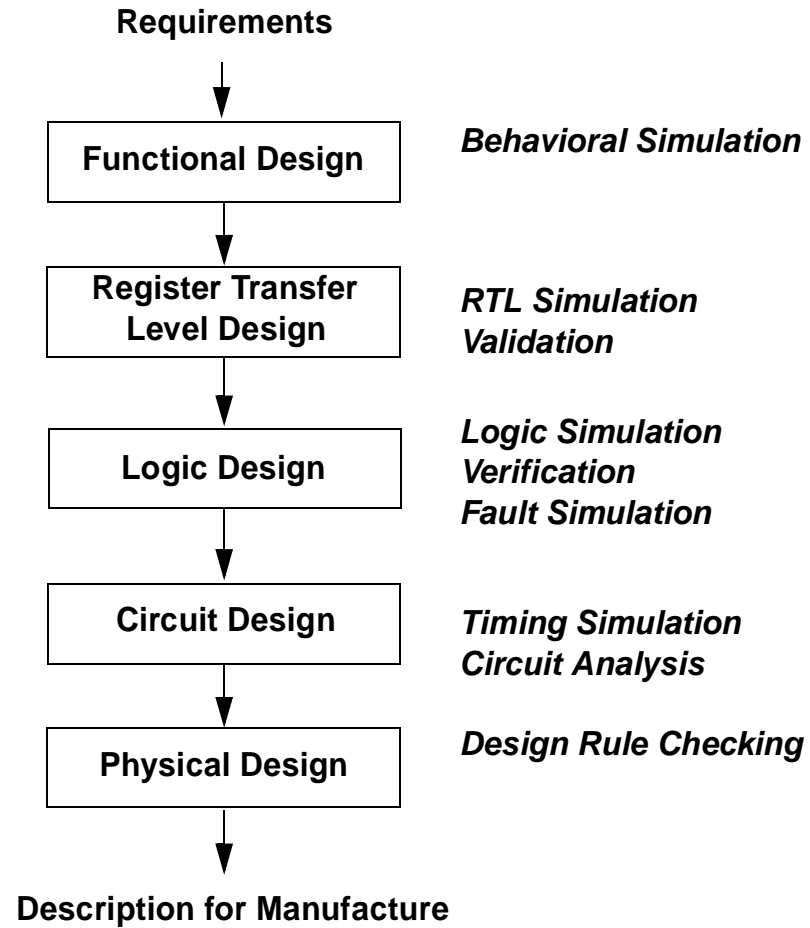 Requirements
Functional Design
Behavioral Simulation
Register Transfer
Level Design
RTL Simulation
Validation
Logic Design
Logic Simulation
Verification
Fault Simulation
Circuit Design
Timing Simulation
Circuit Analysis
Physical Design
Design Rule Checking
Description for Manufacture